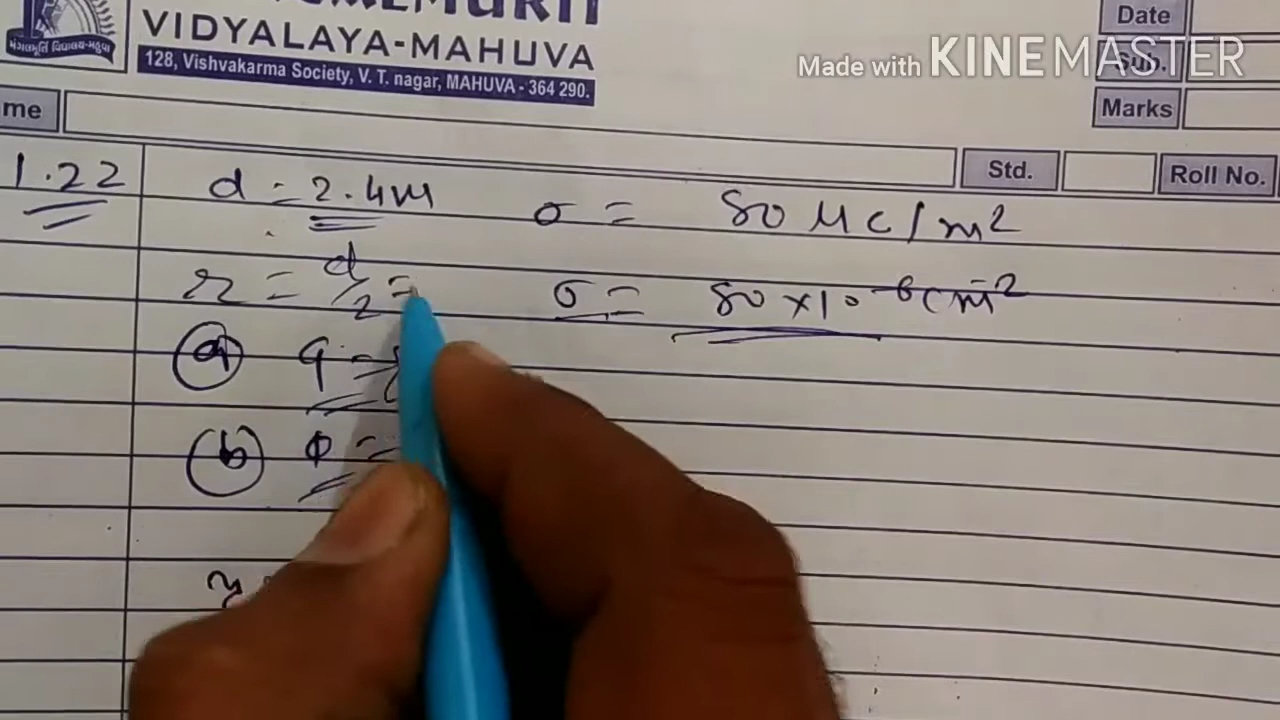 VIDYALAYA-MAHUVA
128, Vishvakarma Society, V. T. nagar, MAHUVA - 364 290.
Date
Made with KINEMASTER
Sub.
Marks
me
Std.
Roll No.
1.22
d = 2.4m
σ = 80 μC/m²
r = d/2 =
σ = 80 × 10⁻⁶ C m⁻²
(a) q =
(b) φ =